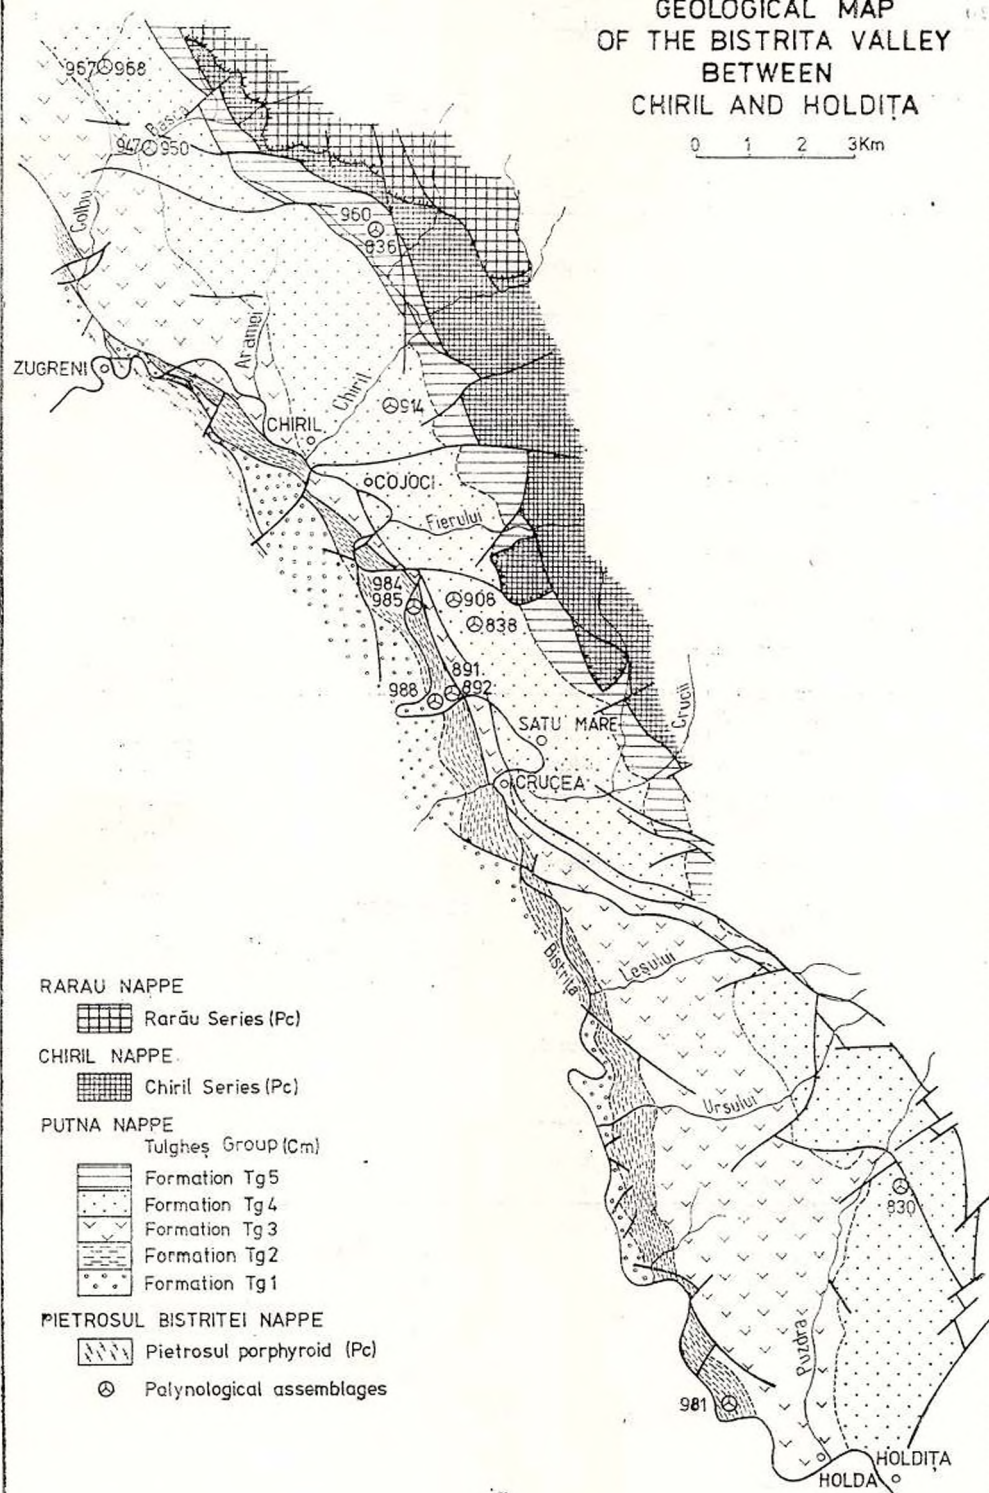 GEOLOGICAL MAP
OF THE BISTRITA VALLEY
BETWEEN
CHIRIL AND HOLDIȚA
0 1 2 3Km
967 968
Basca
947 950
Colbu
960
836
Aramei
ZUGRENI
Chiril
914
CHIRIL
COJOCI
Fierului
984
985
908
838
891
892
988
Crucii
SATU MARE
CRUCEA
Bistrița
Leșului
Ursului
830
Puzdra
981
HOLDIȚA
HOLDA
RARAU NAPPE
Rarău Series (Pc)
CHIRIL NAPPE
Chiril Series (Pc)
PUTNA NAPPE
Tulgheș Group (Cm)
Formation Tg5
Formation Tg4
Formation Tg3
Formation Tg2
Formation Tg1
PIETROSUL BISTRITEI NAPPE
Pietrosul porphyroid (Pc)
Palynological assemblages